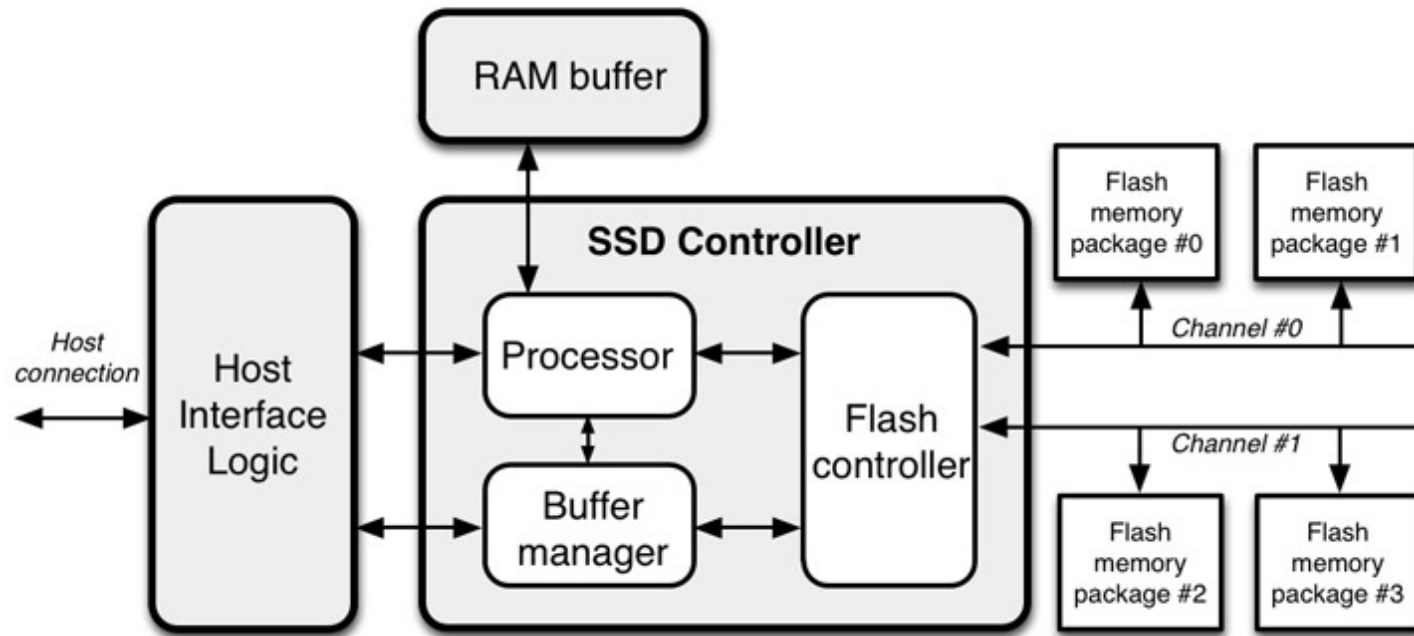 RAM buffer
SSD Controller
Host
connection
Host
Interface
Logic
Processor
Buffer
manager
Flash
controller
Flash
memory
package #0
Flash
memory
package #1
Channel #0
Channel #1
Flash
memory
package #2
Flash
memory
package #3